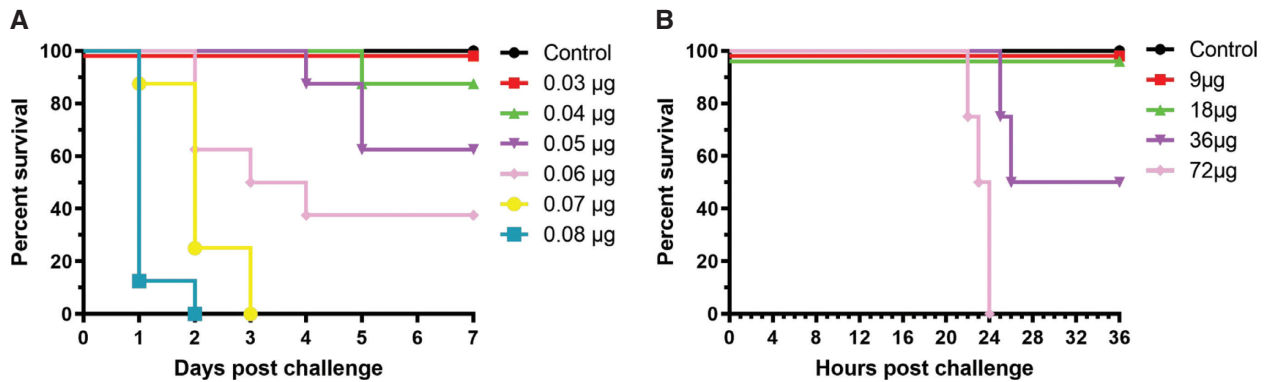 A
Percent survival
100
80
60
40
20
0
0 1 2 3 4 5 6 7
Days post challenge
Control
0.03 µg
0.04 µg
0.05 µg
0.06 µg
0.07 µg
0.08 µg
B
Percent survival
100
80
60
40
20
0
0 4 8 12 16 20 24 28 32 36
Hours post challenge
Control
9µg
18µg
36µg
72µg